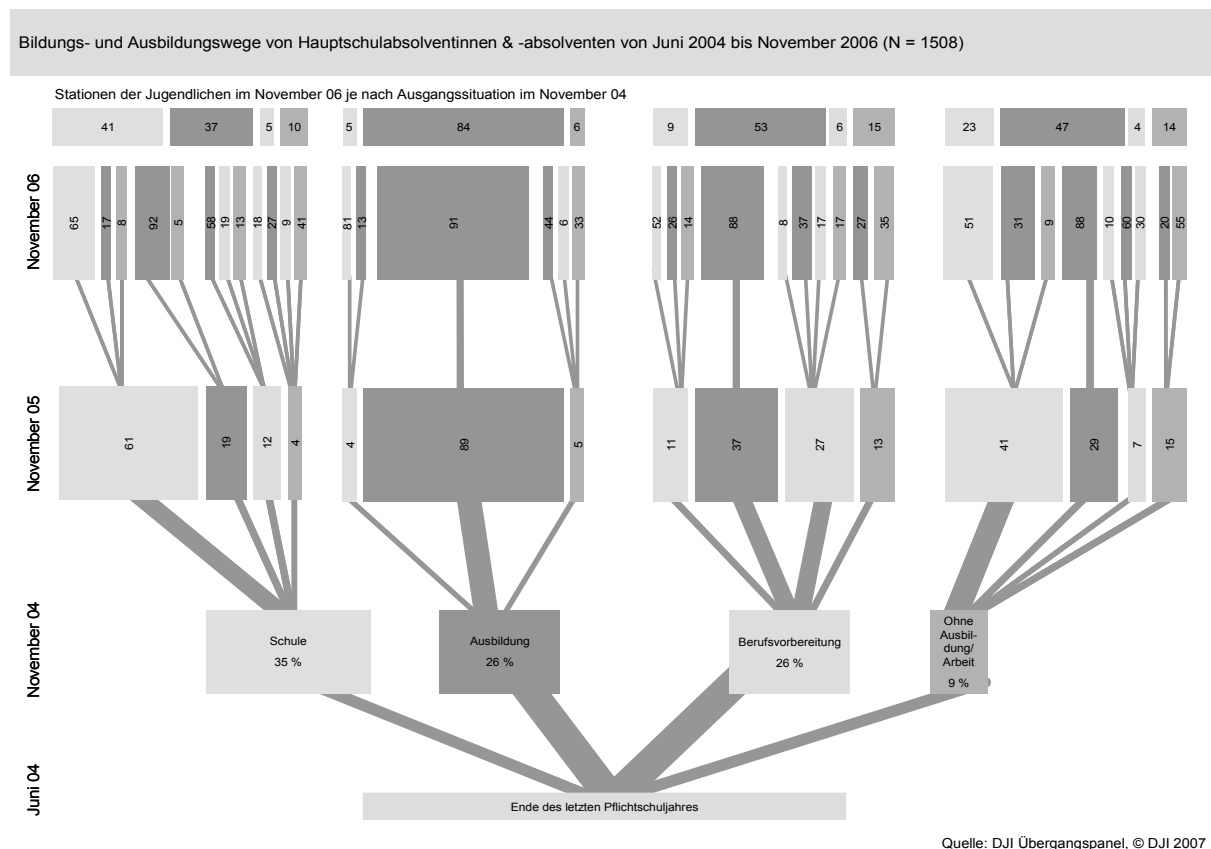 Bildungs- und Ausbildungswege von Hauptschulabsolventinnen & -absolventen von Juni 2004 bis November 2006 (N = 1508)
Stationen der Jugendlichen im November 06 je nach Ausgangssituation im November 04
41 37 5 10 5 84 6 9 53 6 15 23 47 4 14
November 06
65 17 8 92 5 58 19 13 18 27 9 41 81 13 91 44 6 33 52 26 14 88 8 37 17 17 27 35 51 31 9 88 10 60 30 20 55
November 05
61 19 12 4 4 89 5 11 37 27 13 41 29 7 15
November 04
Schule
35 %
Ausbildung
26 %
Berufsvorbereitung
26 %
Ohne
Ausbil-
dung/
Arbeit
9 %
Juni 04
Ende des letzten Pflichtschuljahres
Quelle: DJI Übergangspanel, © DJI 2007